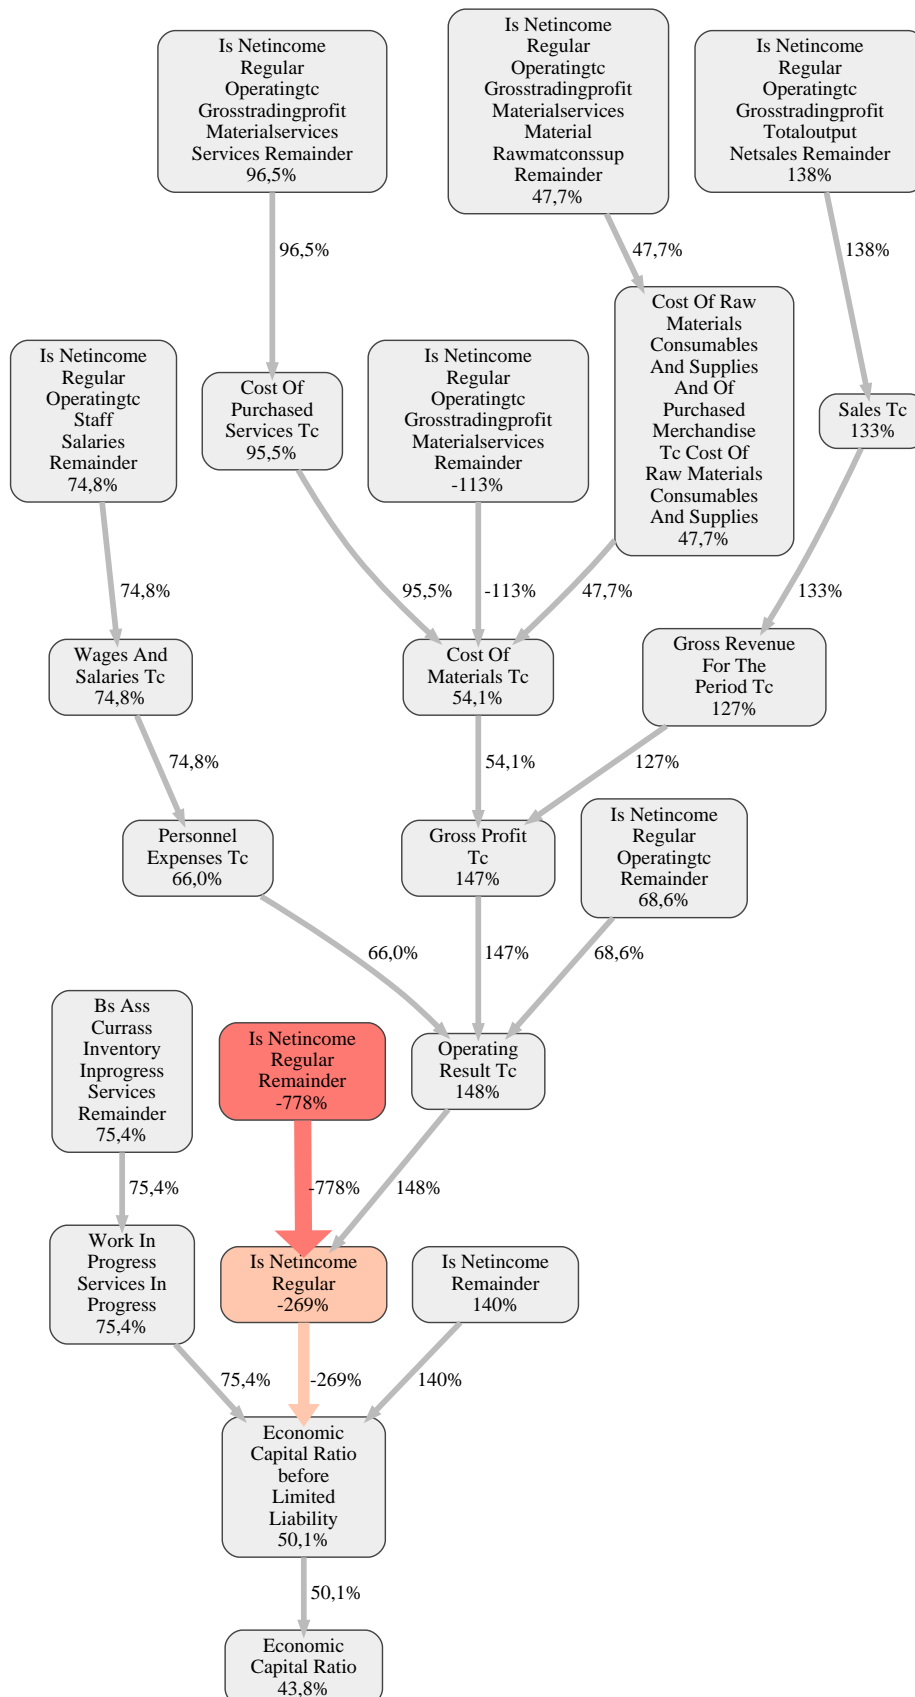 Is Netincome
Regular
Operatingtc
Grosstradingprofit
Materialservices
Services Remainder
96,5%
Is Netincome
Regular
Operatingtc
Grosstradingprofit
Materialservices
Material
Rawmatconssup
Remainder
47,7%
Is Netincome
Regular
Operatingtc
Grosstradingprofit
Totaloutput
Netsales Remainder
138%
96,5%
47,7%
138%
Is Netincome
Regular
Operatingtc
Staff
Salaries
Remainder
74,8%
Cost Of
Purchased
Services Tc
95,5%
Is Netincome
Regular
Operatingtc
Grosstradingprofit
Materialservices
Remainder
-113%
Cost Of Raw
Materials
Consumables
And Supplies
And Of
Purchased
Merchandise
Tc Cost Of
Raw Materials
Consumables
And Supplies
47,7%
Sales Tc
133%
74,8%
95,5%
-113%
47,7%
133%
Wages And
Salaries Tc
74,8%
Cost Of
Materials Tc
54,1%
Gross Revenue
For The
Period Tc
127%
74,8%
54,1%
127%
Personnel
Expenses Tc
66,0%
Gross Profit
Tc
147%
Is Netincome
Regular
Operatingtc
Remainder
68,6%
66,0%
147%
68,6%
Bs Ass
Currass
Inventory
Inprogress
Services
Remainder
75,4%
Is Netincome
Regular
Remainder
-778%
Operating
Result Tc
148%
75,4%
-778%
148%
Work In
Progress
Services In
Progress
75,4%
Is Netincome
Regular
-269%
Is Netincome
Remainder
140%
75,4%
-269%
140%
Economic
Capital Ratio
before
Limited
Liability
50,1%
50,1%
Economic
Capital Ratio
43,8%